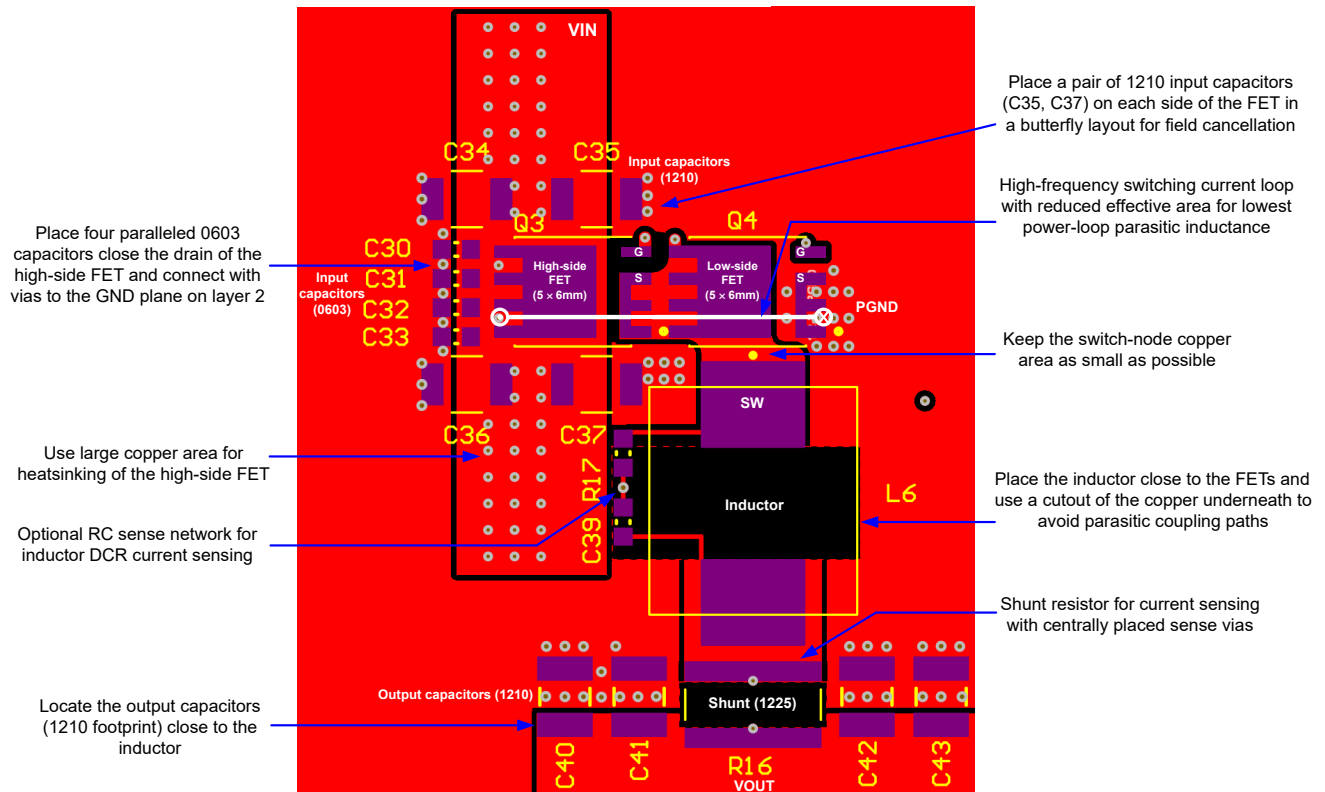 VIN
Place a pair of 1210 input capacitors
(C35, C37) on each side of the FET in
a butterfly layout for field cancellation
C34
C35
Input capacitors
(1210)
High-frequency switching current loop
with reduced effective area for lowest
power-loop parasitic inductance
Place four paralleled 0603
capacitors close the drain of the
high-side FET and connect with
vias to the GND plane on layer 2
Q3
Q4
C30
C31
C32
C33
Input
capacitors
(0603)
High-side
FET
(5 × 6mm)
G
S
Low-side
FET
(5 × 6mm)
G
S
PGND
Keep the switch-node copper
area as small as possible
SW
C36
C37
Use large copper area for
heatsinking of the high-side FET
R17
Inductor
L6
Place the inductor close to the FETs and
use a cutout of the copper underneath to
avoid parasitic coupling paths
Optional RC sense network for
inductor DCR current sensing
C39
Shunt resistor for current sensing
with centrally placed sense vias
Output capacitors (1210)
Shunt (1225)
Locate the output capacitors
(1210 footprint) close to the
inductor
C40
C41
R16
VOUT
C42
C43